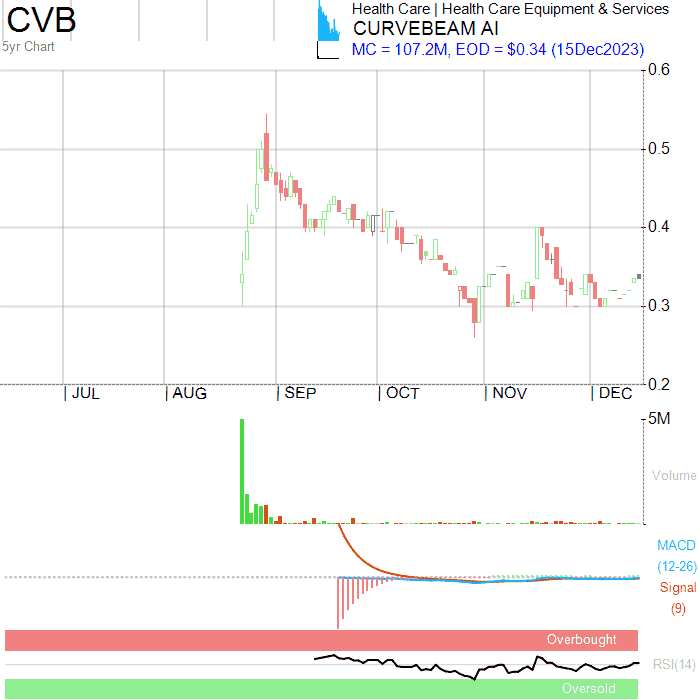 CVB
5yr Chart
Health Care | Health Care Equipment & Services
CURVEBEAM AI
MC = 107.2M, EOD = $0.34 (15Dec2023)
0.6
0.5
0.4
0.3
0.2
| JUL | AUG | SEP | OCT | NOV | DEC
5M
Volume
MACD
(12-26)
Signal
(9)
Overbought
RSI(14)
Oversold